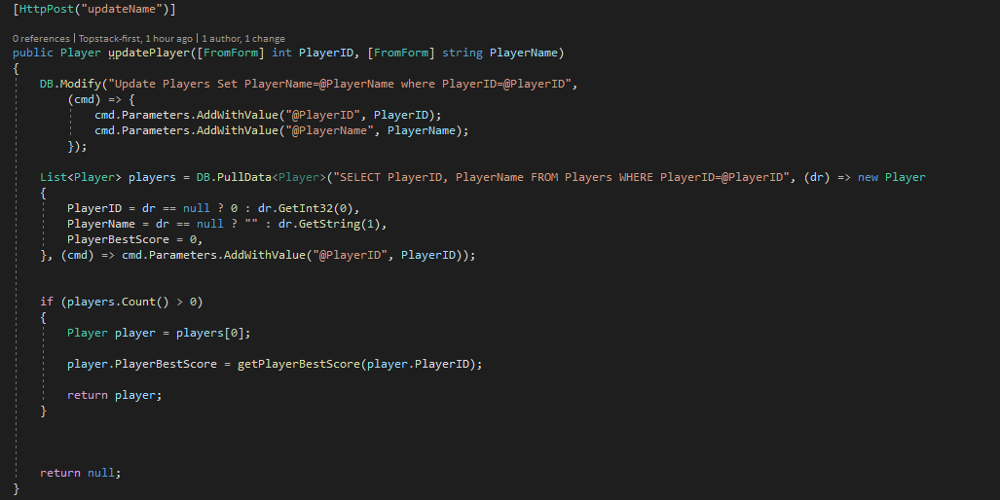 [HttpPost("updateName")]
0 references | Topstack-first, 1 hour ago | 1 author, 1 change
public Player updatePlayer([FromForm] int PlayerID, [FromForm] string PlayerName)
{
    DB.Modify("Update Players Set PlayerName=@PlayerName where PlayerID=@PlayerID",
        (cmd) => {
            cmd.Parameters.AddWithValue("@PlayerID", PlayerID);
            cmd.Parameters.AddWithValue("@PlayerName", PlayerName);
        });
    List<Player> players = DB.PullData<Player>("SELECT PlayerID, PlayerName FROM Players WHERE PlayerID=@PlayerID", (dr) => new Player
    {
        PlayerID = dr == null ? 0 : dr.GetInt32(0),
        PlayerName = dr == null ? "" : dr.GetString(1),
        PlayerBestScore = 0,
    }, (cmd) => cmd.Parameters.AddWithValue("@PlayerID", PlayerID));
    if (players.Count() > 0)
    {
        Player player = players[0];
        player.PlayerBestScore = getPlayerBestScore(player.PlayerID);
        return player;
    }
    return null;
}